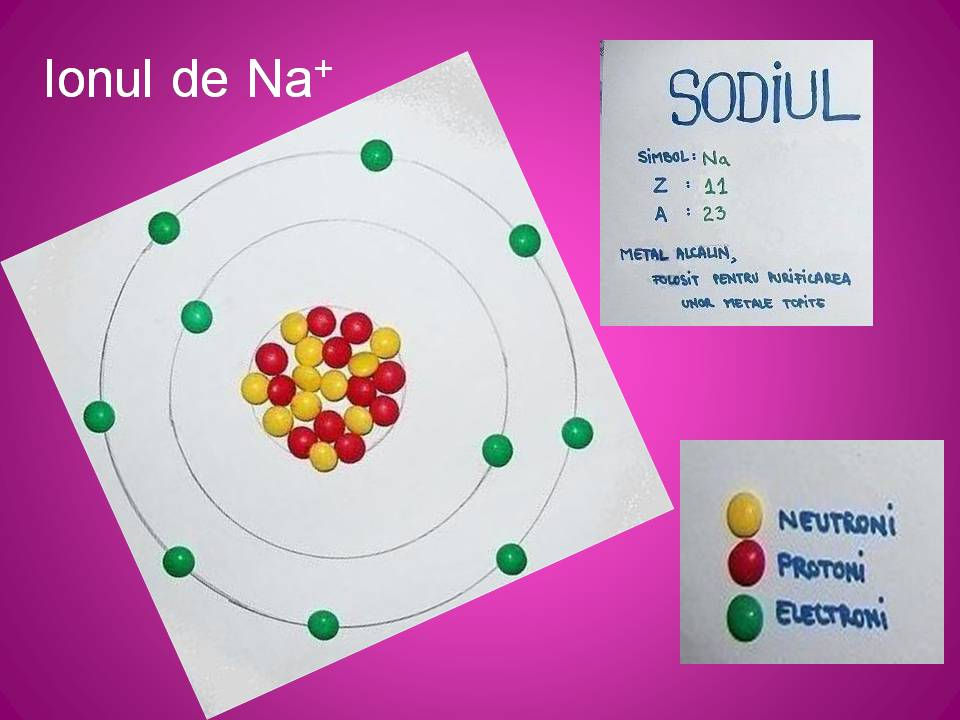 Ionul de Na⁺
SODiUL
SiMBOL: Na
Z : 11
A : 23
METAL ALCALIN,
FOLOSiT PENTRU PURiFiCAREA
UNOR METALE TOPiTE
NEUTRONi
PROTONi
ELECTRONi